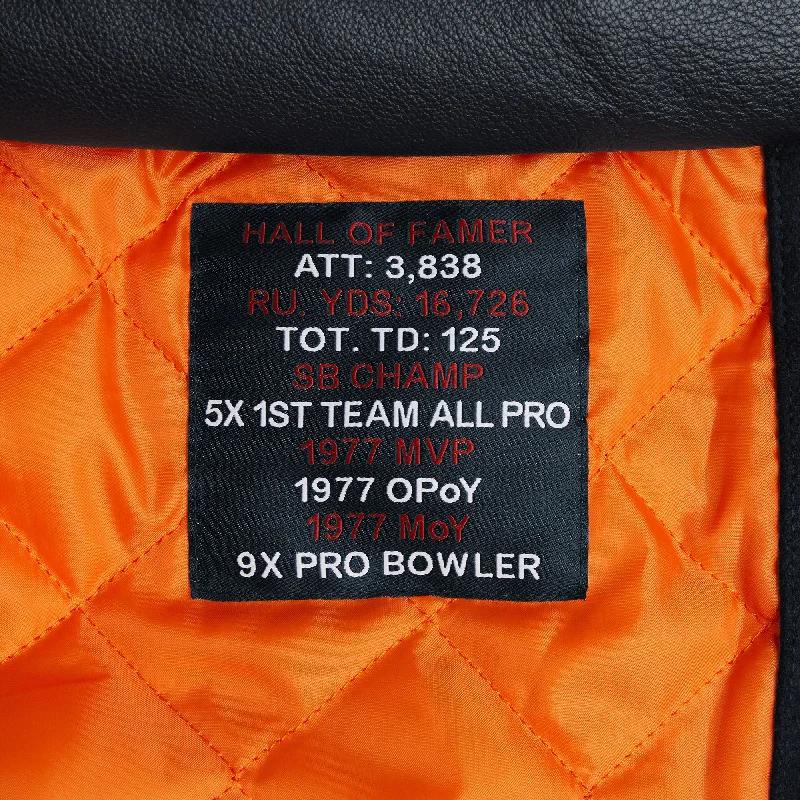 HALL OF FAMER
ATT: 3,838
RU. YDS: 16,726
TOT. TD: 125
SB CHAMP
5X 1ST TEAM ALL PRO
1977 MVP
1977 OPoY
1977 MoY
9X PRO BOWLER